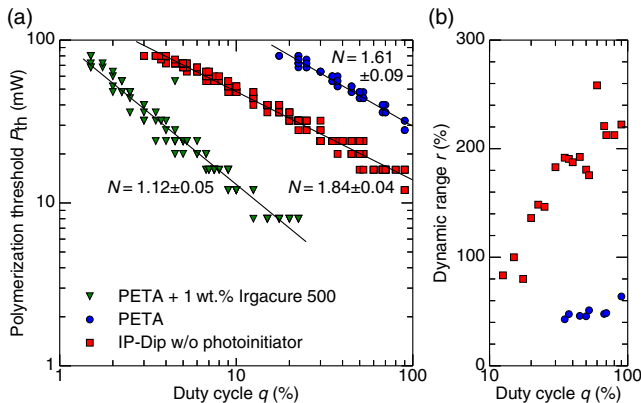 (a)
Polymerization threshold Pth (mW)
100
10
1
N = 1.61
±0.09
N = 1.12±0.05
N = 1.84±0.04
PETA + 1 wt.% Irgacure 500
PETA
IP-Dip w/o photoinitiator
1
10
100
Duty cycle q (%)
(b)
Dynamic range r (%)
300
200
100
0
10
100
Duty cycle q (%)